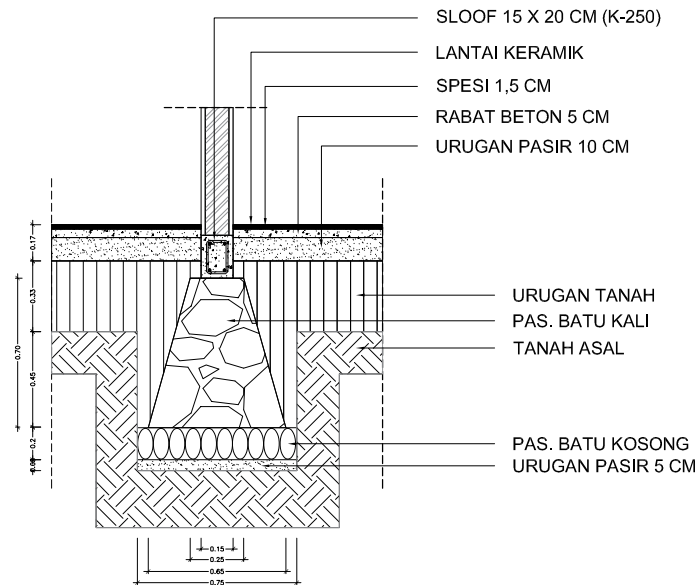 SLOOF 15 X 20 CM (K-250)
LANTAI KERAMIK
SPESI 1,5 CM
RABAT BETON 5 CM
URUGAN PASIR 10 CM
0.17
0.33
0.70
0.45
0.2
URUGAN TANAH
PAS. BATU KALI
TANAH ASAL
PAS. BATU KOSONG
URUGAN PASIR 5 CM
0.15
0.25
0.65
0.75